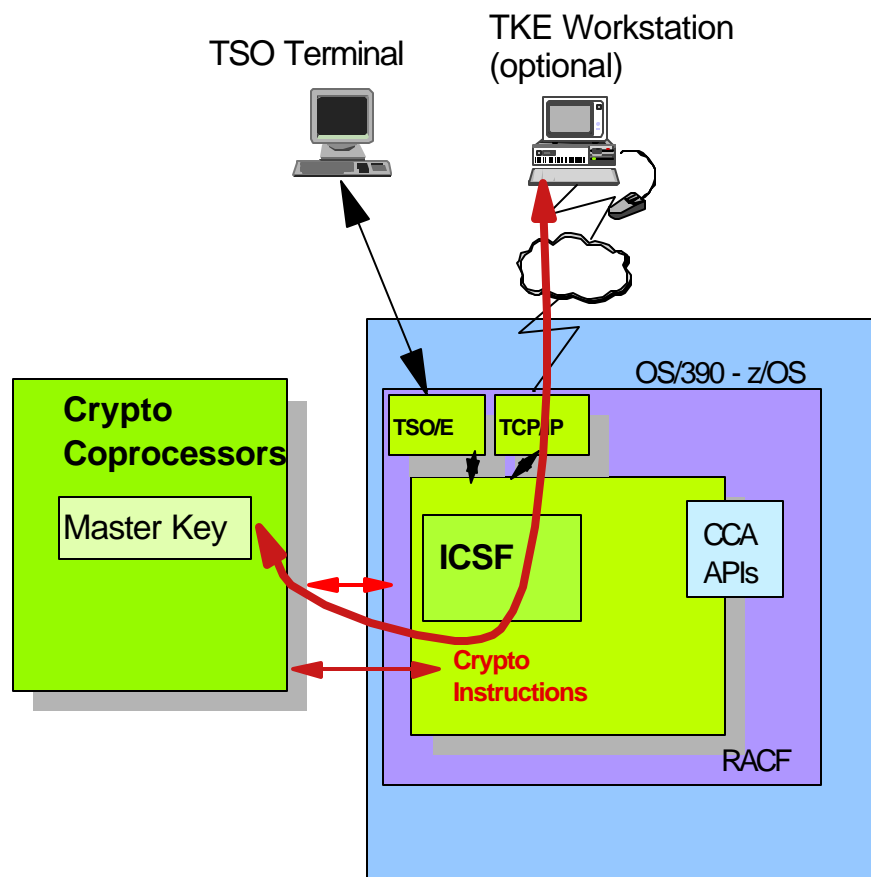 TSO Terminal
TKE Workstation
(optional)
OS/390 - z/OS
Crypto
Coprocessors
Master Key
TSO/E
TCP/IP
ICSF
CCA
APIs
Crypto
Instructions
RACF